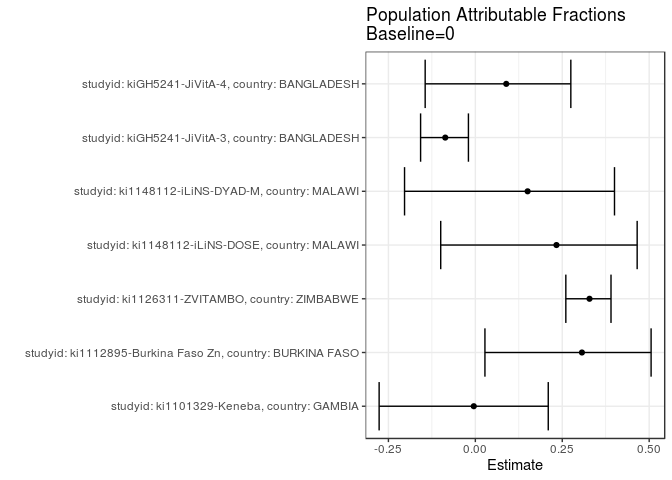 Population Attributable Fractions
Baseline=0
studyid: kiGH5241-JiVitA-4, country: BANGLADESH
studyid: kiGH5241-JiVitA-3, country: BANGLADESH
studyid: ki1148112-iLiNS-DYAD-M, country: MALAWI
studyid: ki1148112-iLiNS-DOSE, country: MALAWI
studyid: ki1126311-ZVITAMBO, country: ZIMBABWE
studyid: ki1112895-Burkina Faso Zn, country: BURKINA FASO
studyid: ki1101329-Keneba, country: GAMBIA
-0.25 0.00 0.25 0.50
Estimate